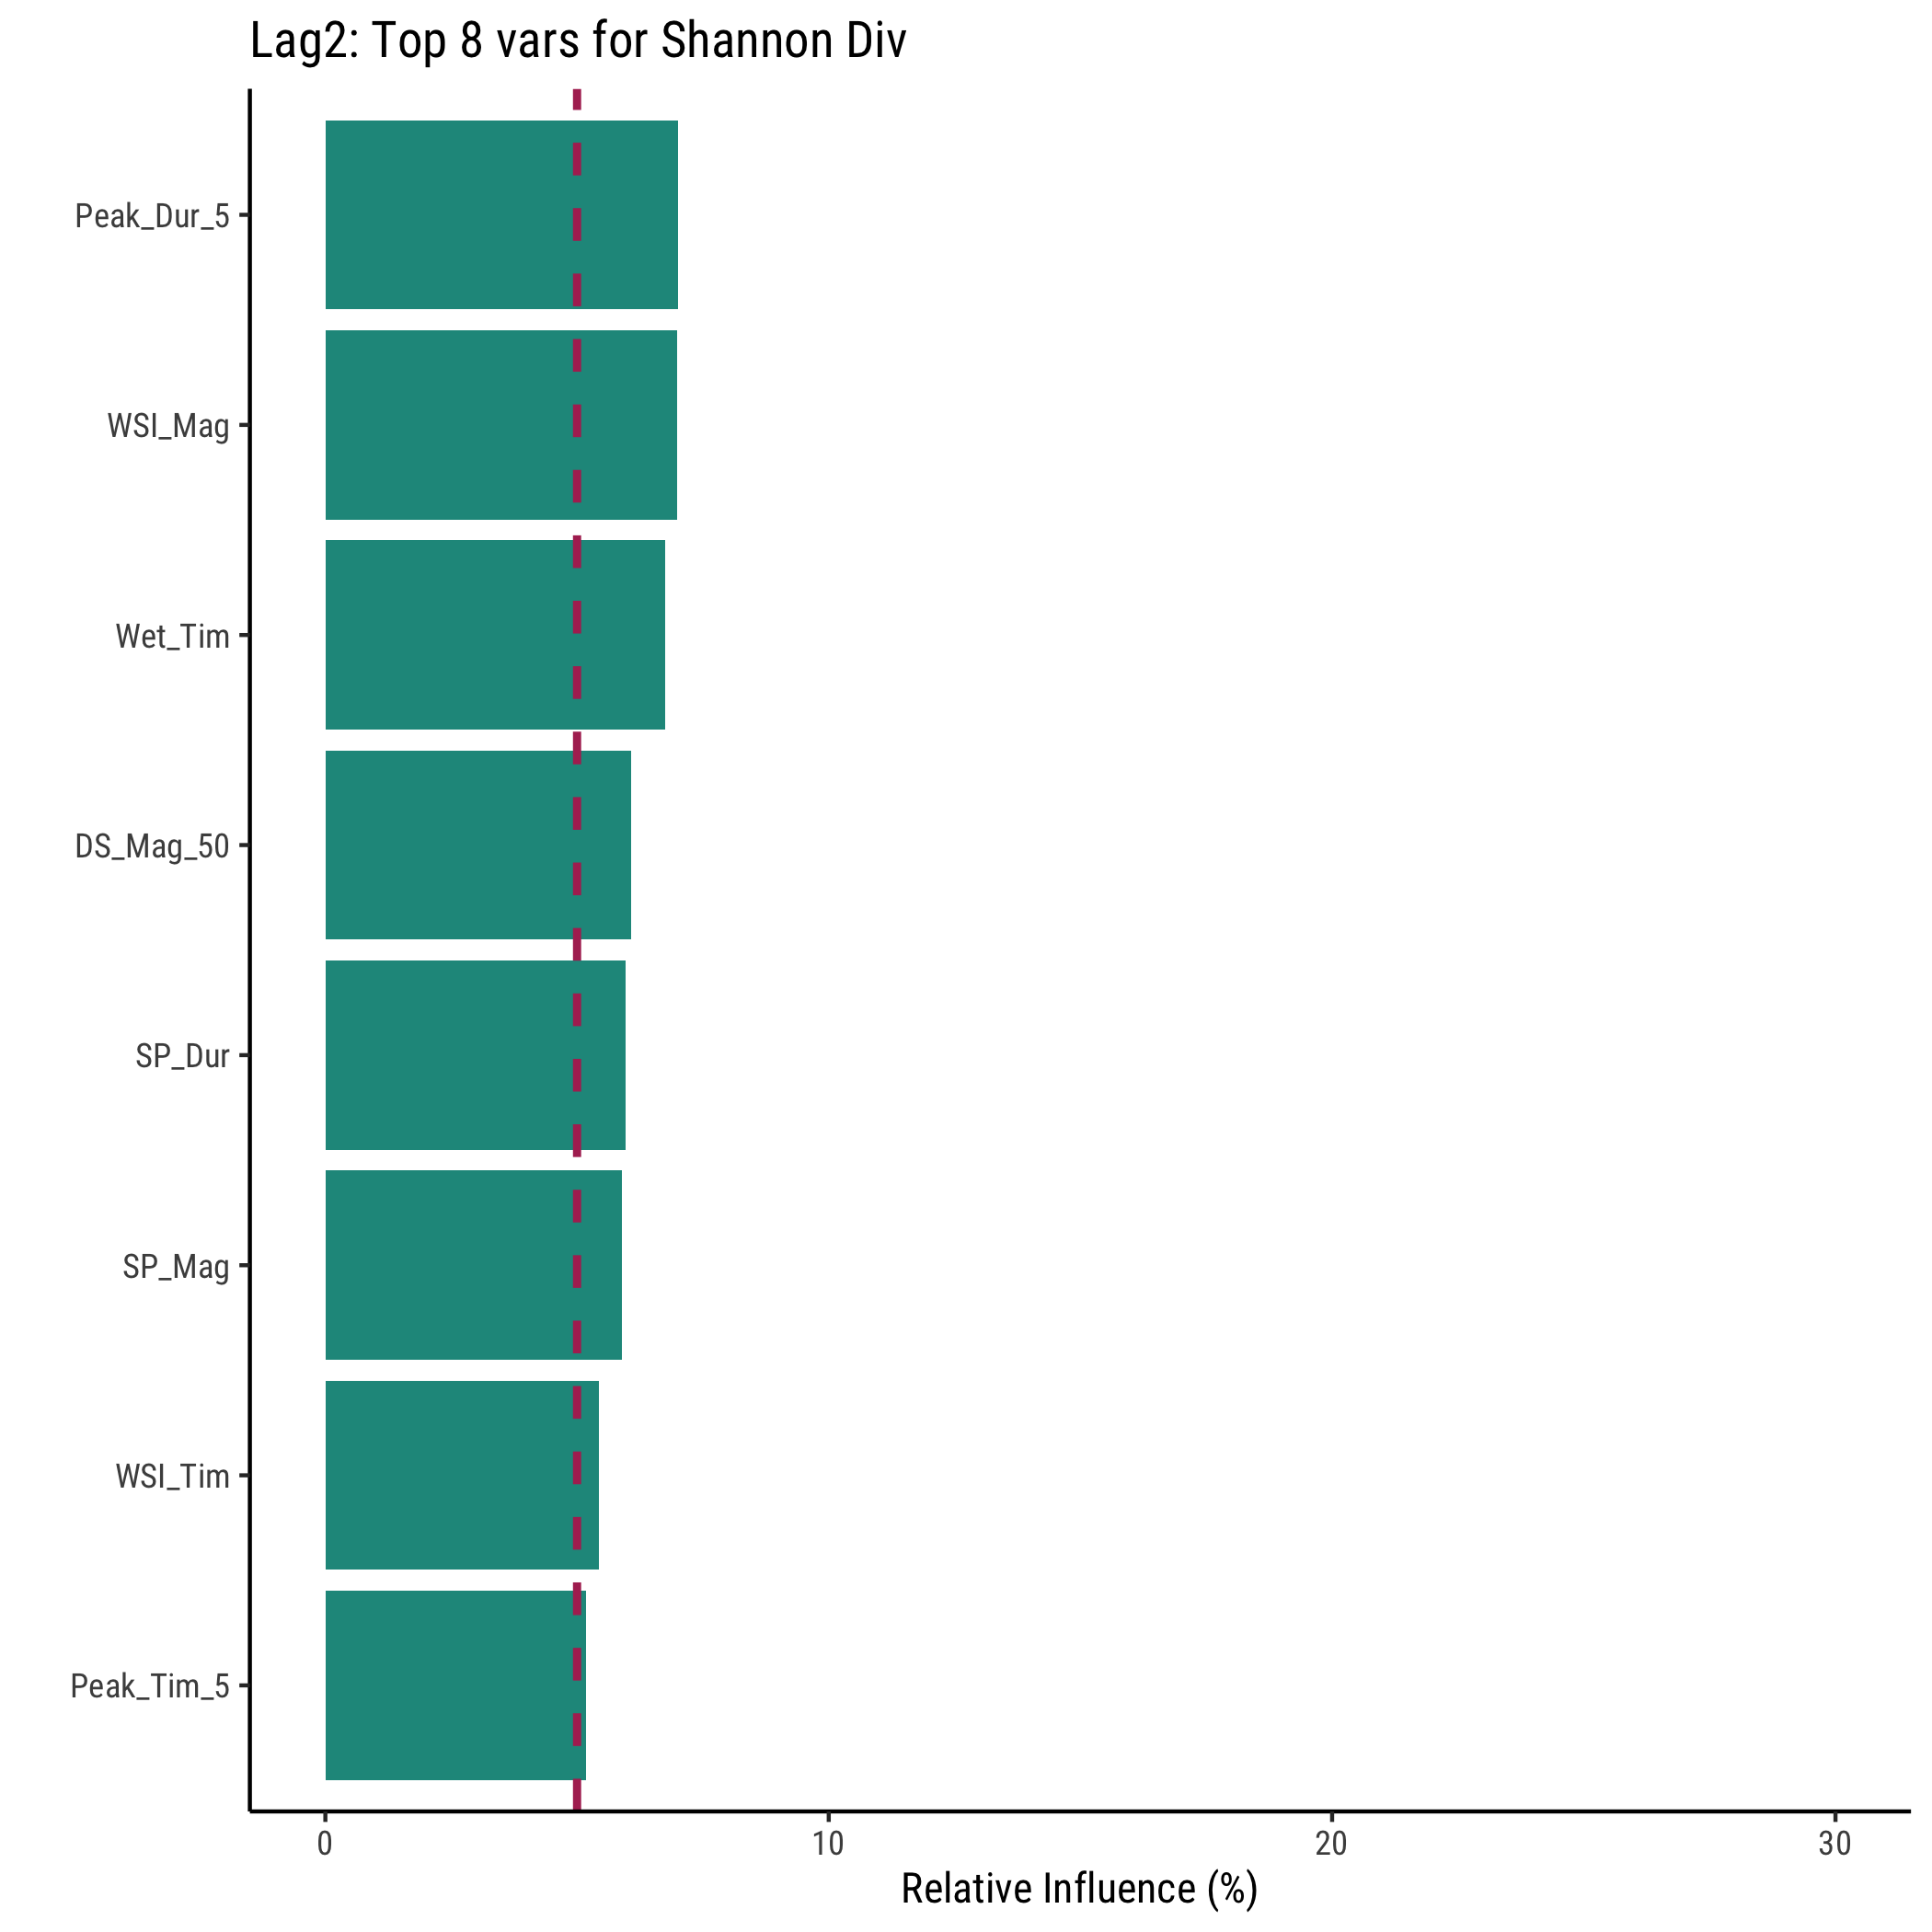 Lag2: Top 8 vars for Shannon Div
Peak_Dur_5
WSI_Mag
Wet_Tim
DS_Mag_50
SP_Dur
SP_Mag
WSI_Tim
Peak_Tim_5
0 10 20 30
Relative Influence (%)